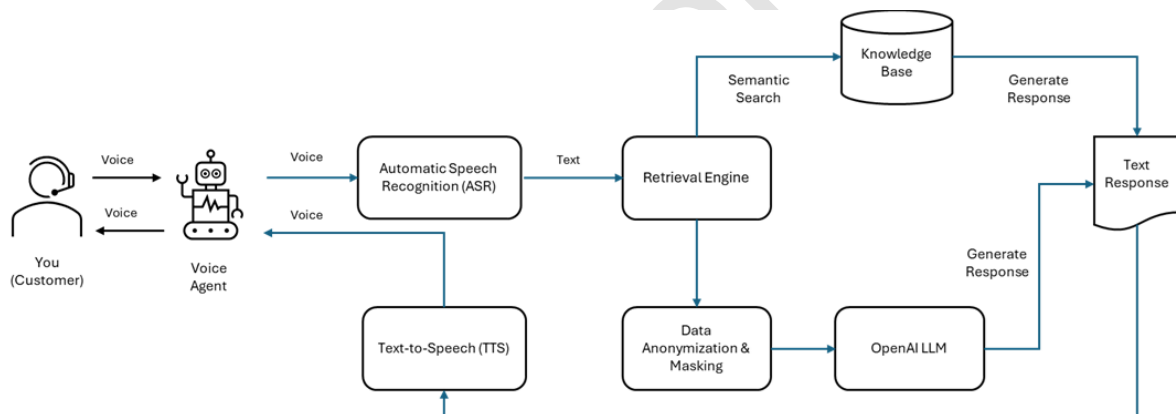 Knowledge
Base
Semantic
Search
Generate
Response
Voice
Voice
Automatic Speech
Recognition (ASR)
Text
Retrieval Engine
Text
Response
Voice
Voice
You
(Customer)
Voice
Agent
Generate
Response
Text-to-Speech (TTS)
Data
Anonymization &
Masking
OpenAI LLM